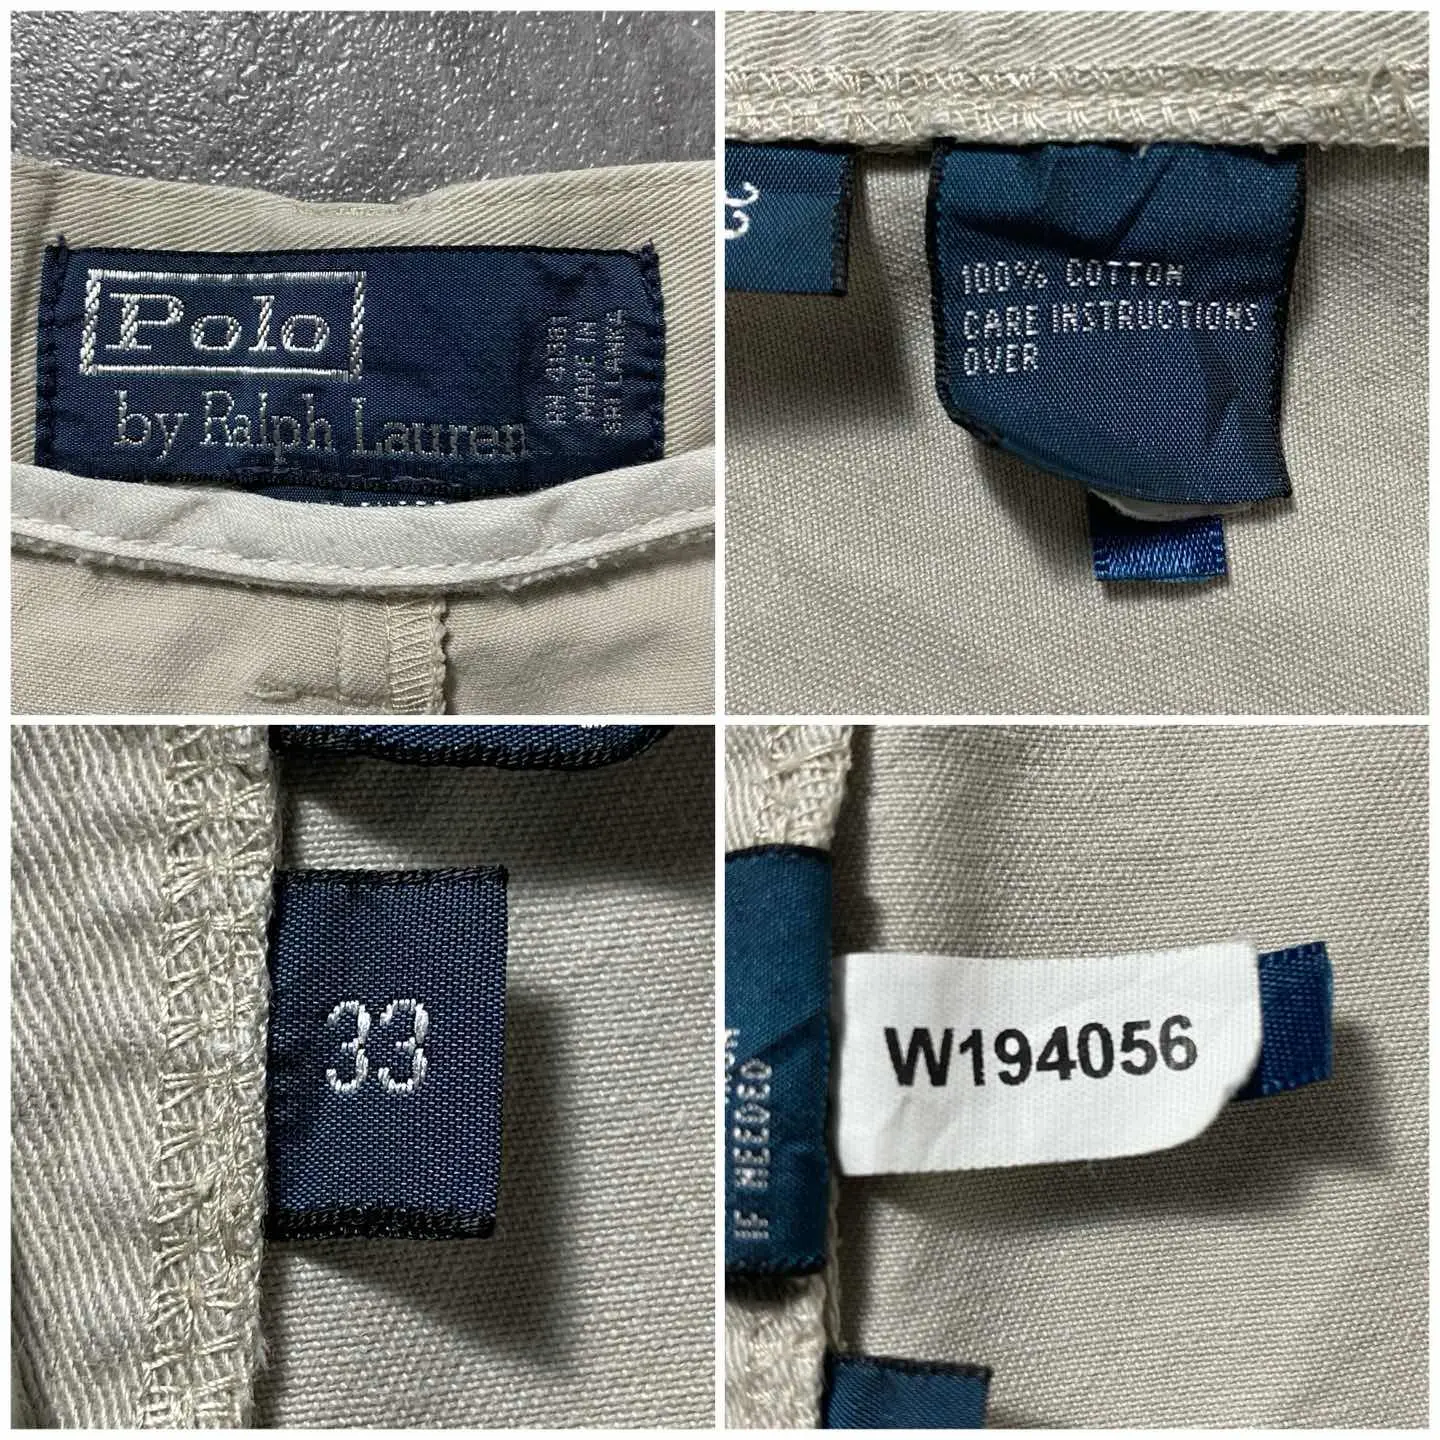 Polo
by Ralph Lauren
MADE IN
SRI LANKA
100% COTTON
CARE INSTRUCTIONS
OVER
33
W194056
IF NEEDED